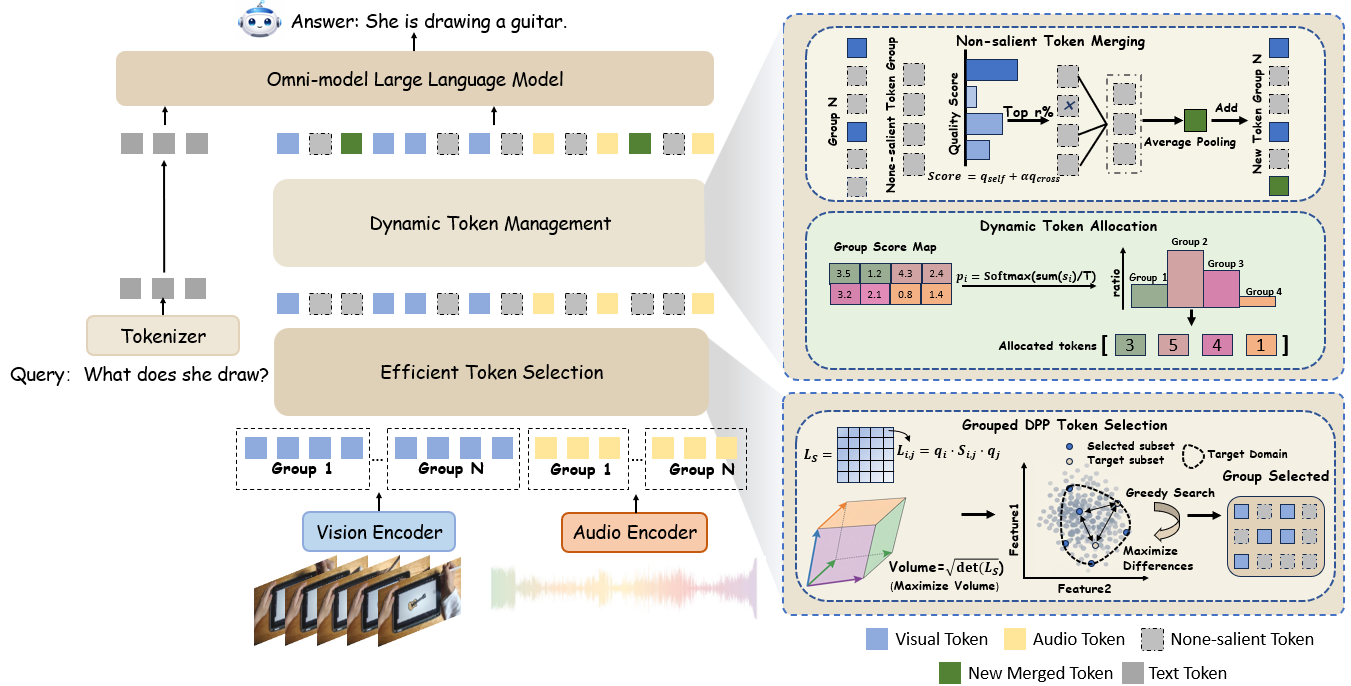 Answer: She is drawing a guitar.
Omni-model Large Language Model
Dynamic Token Management
Tokenizer
Query: What does she draw?
Efficient Token Selection
Group 1
...
Group N
Group 1
...
Group N
Vision Encoder
Audio Encoder
Non-salient Token Merging
Group N
None-salient Token Group
Quality Score
Top r%
×
Score = q_self + αq_cross
Average Pooling
Add
New Token Group N
Dynamic Token Allocation
Group Score Map
3.5 1.2 4.3 2.4
3.2 2.1 0.8 1.4
p_i = Softmax(sum(s_i)/T)
ratio
Group 1
Group 2
Group 3
Group 4
Allocated tokens [ 3 5 4 1 ]
Grouped DPP Token Selection
L_S =
L_{i,j} = q_i · S_{i,j} · q_j
Volume=√det(L_S)
(Maximize Volume)
Selected subset
Target subset
Target Domain
Feature1
Feature2
Greedy Search
Maximize
Differences
Group Selected
Visual Token
Audio Token
None-salient Token
New Merged Token
Text Token